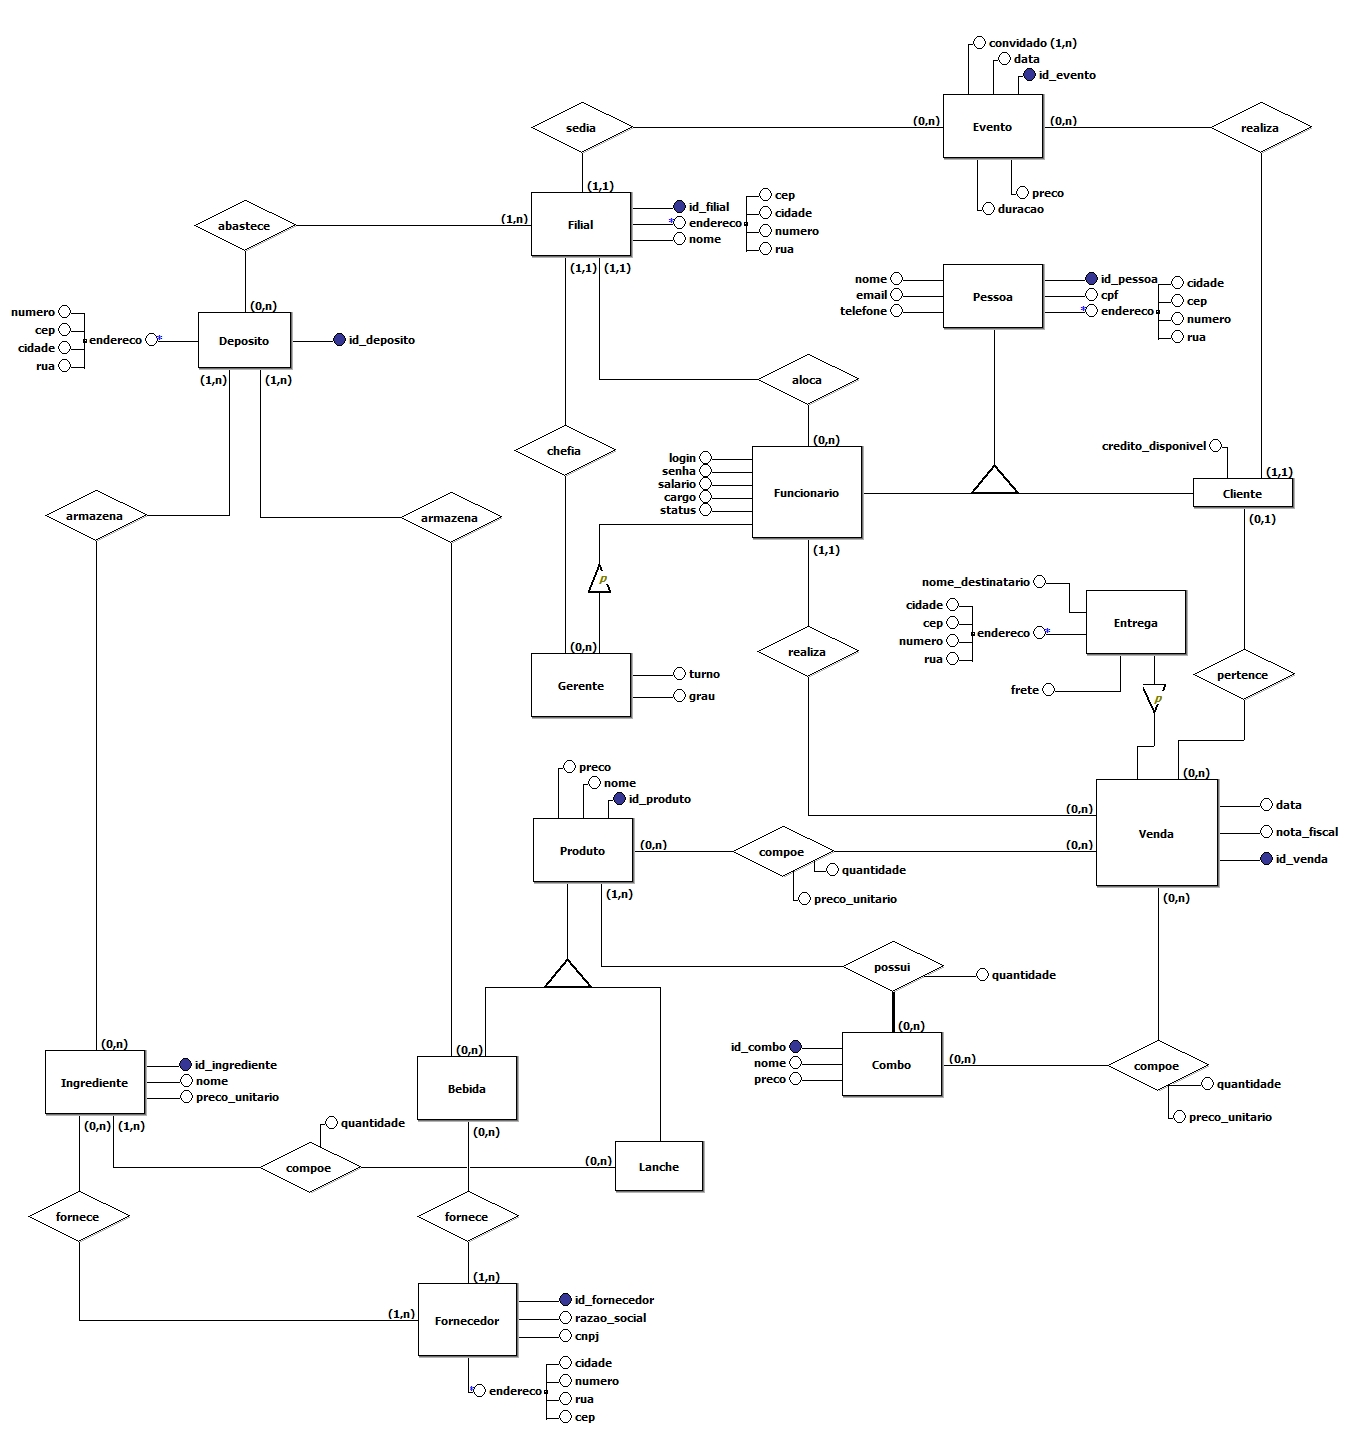 convidado (1,n)
data
id_evento
sedia
(0,n)
Evento
(0,n)
realiza
(1,1)
preco
duracao
abastece
(1,n)
Filial
id_filial
* endereco
nome
cep
cidade
numero
rua
(1,1)
(1,1)
nome
email
telefone
Pessoa
id_pessoa
cpf
* endereco
cidade
cep
numero
rua
(0,n)
numero
cep
cidade
rua
endereco *
Deposito
id_deposito
(1,n)
(1,n)
aloca
(0,n)
chefia
login
senha
salario
cargo
status
Funcionario
(1,1)
credito_disponivel
(1,1)
Cliente
(0,1)
armazena
armazena
p
nome_destinatario
cidade
cep
numero
rua
endereco *
frete
Entrega
p
realiza
pertence
(0,n)
Gerente
turno
grau
preco
nome
id_produto
Produto
(0,n)
(1,n)
compoe
quantidade
preco_unitario
(0,n)
(0,n)
(0,n)
Venda
data
nota_fiscal
id_venda
(0,n)
possui
quantidade
(0,n)
id_combo
nome
preco
Combo
(0,n)
compoe
quantidade
preco_unitario
(0,n)
Ingrediente
id_ingrediente
nome
preco_unitario
(0,n)
(1,n)
(0,n)
Bebida
(0,n)
quantidade
compoe
(0,n)
Lanche
fornece
fornece
(1,n)
(1,n)
Fornecedor
id_fornecedor
razao_social
cnpj
* endereco
cidade
numero
rua
cep